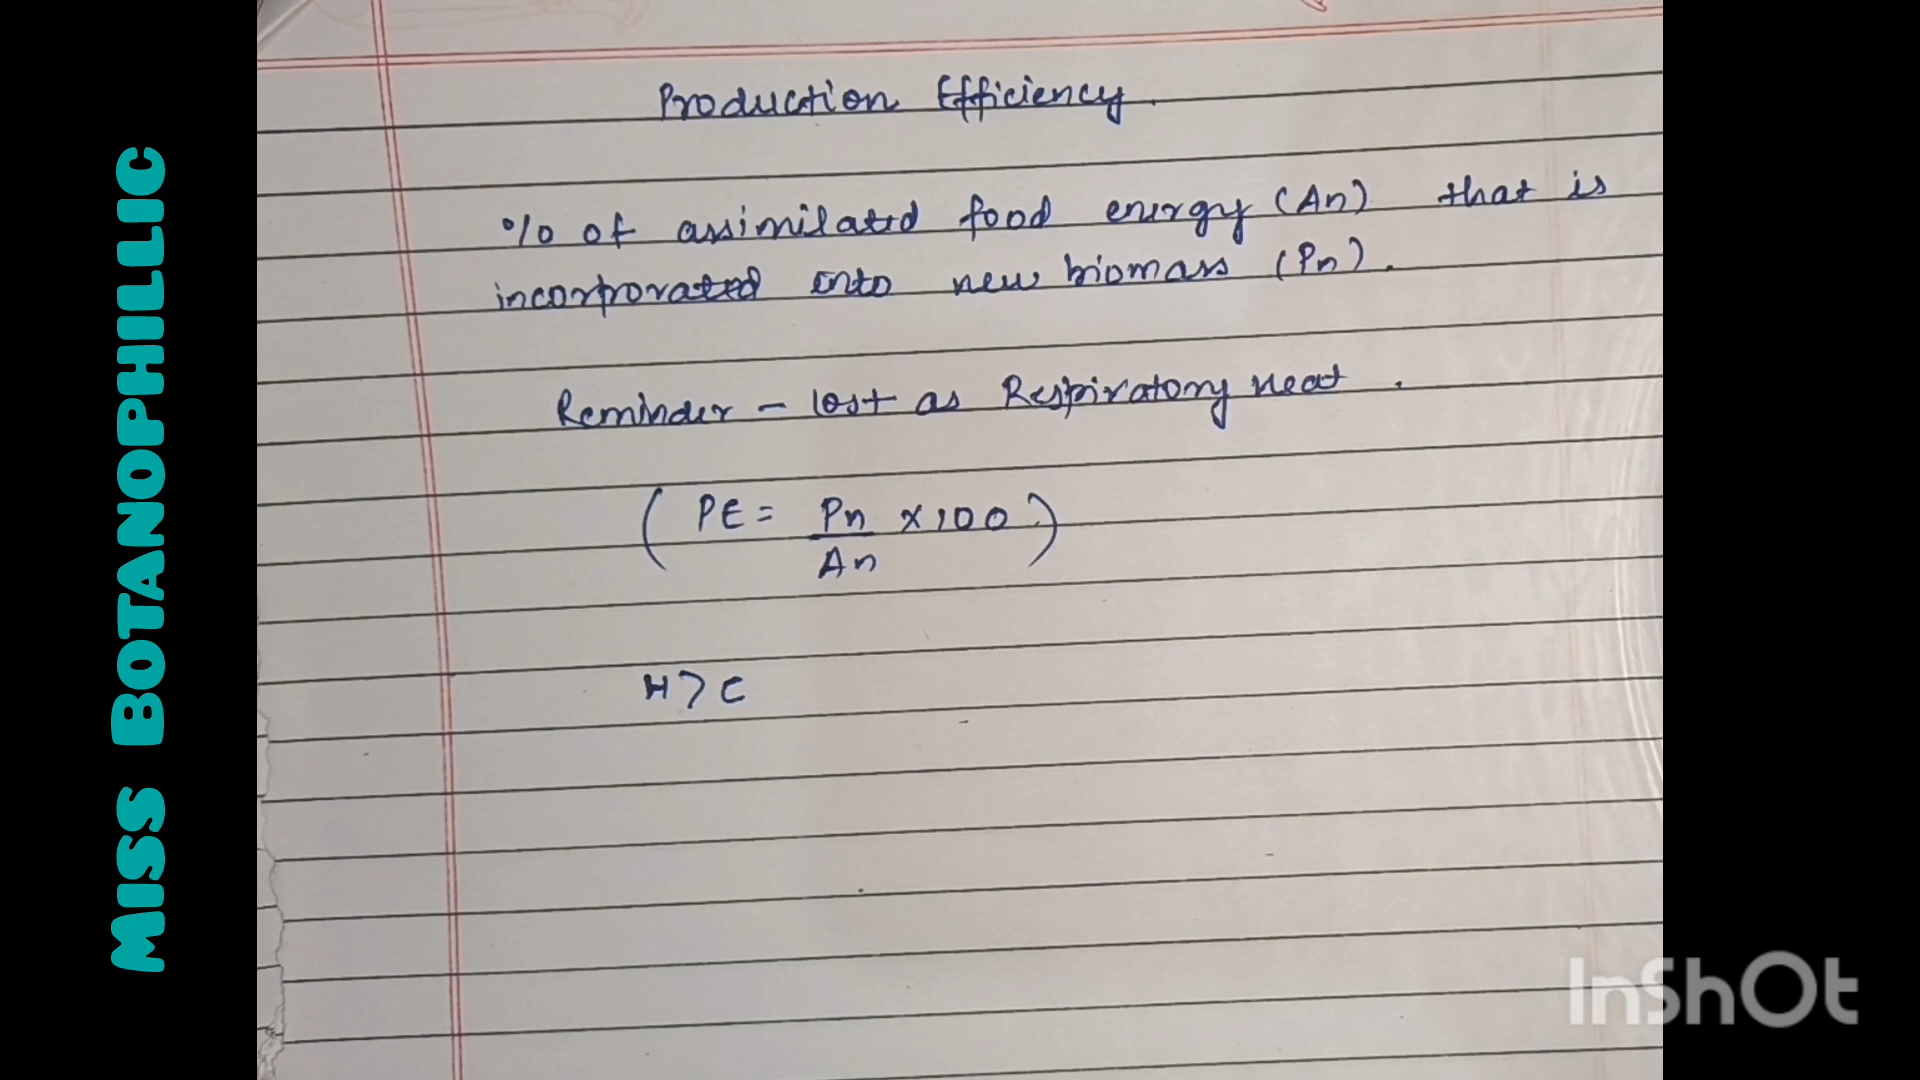 MISS BOTANOPHILLIC
Production Efficiency.
% of assimilated food energy (An) that is
incorporated into new biomass (Pn).
Reminder - lost as Respiratory Heat.
( PE = Pn/An × 100 )
H > C
InShOt